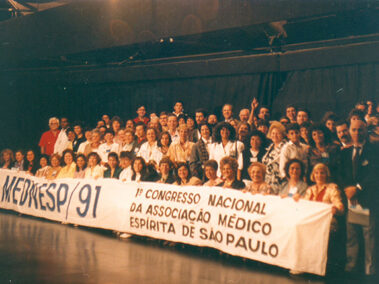 MEDNESP/91
1º CONGRESSO NACIONAL
DA ASSOCIAÇÃO MÉDICO
ESPÍRITA DE SÃO PAULO